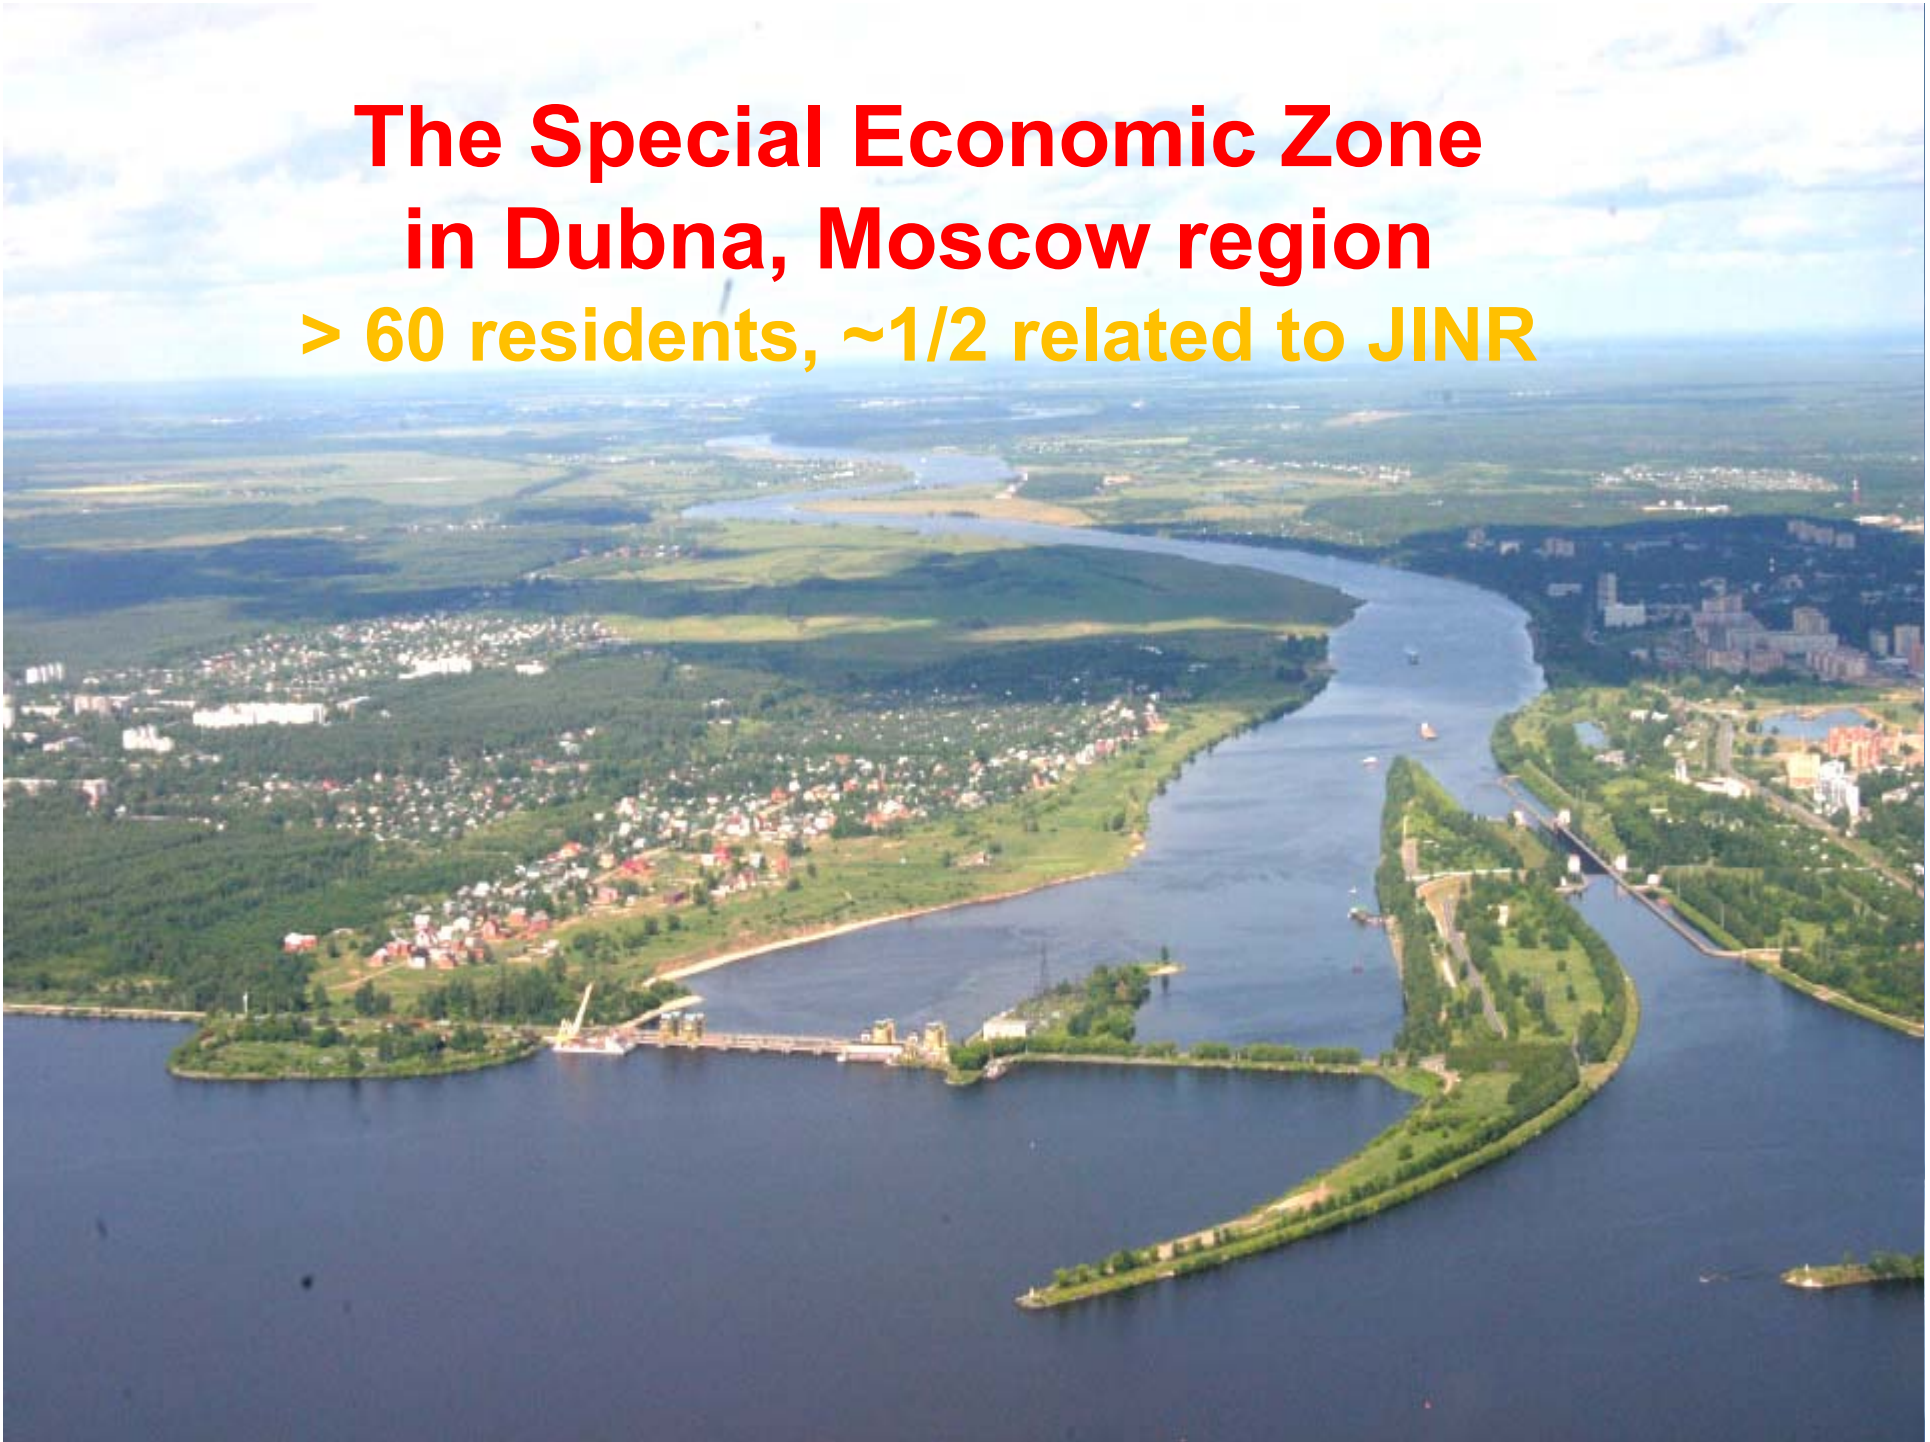 The Special Economic Zone
in Dubna, Moscow region
> 60 residents, ~1/2 related to JINR